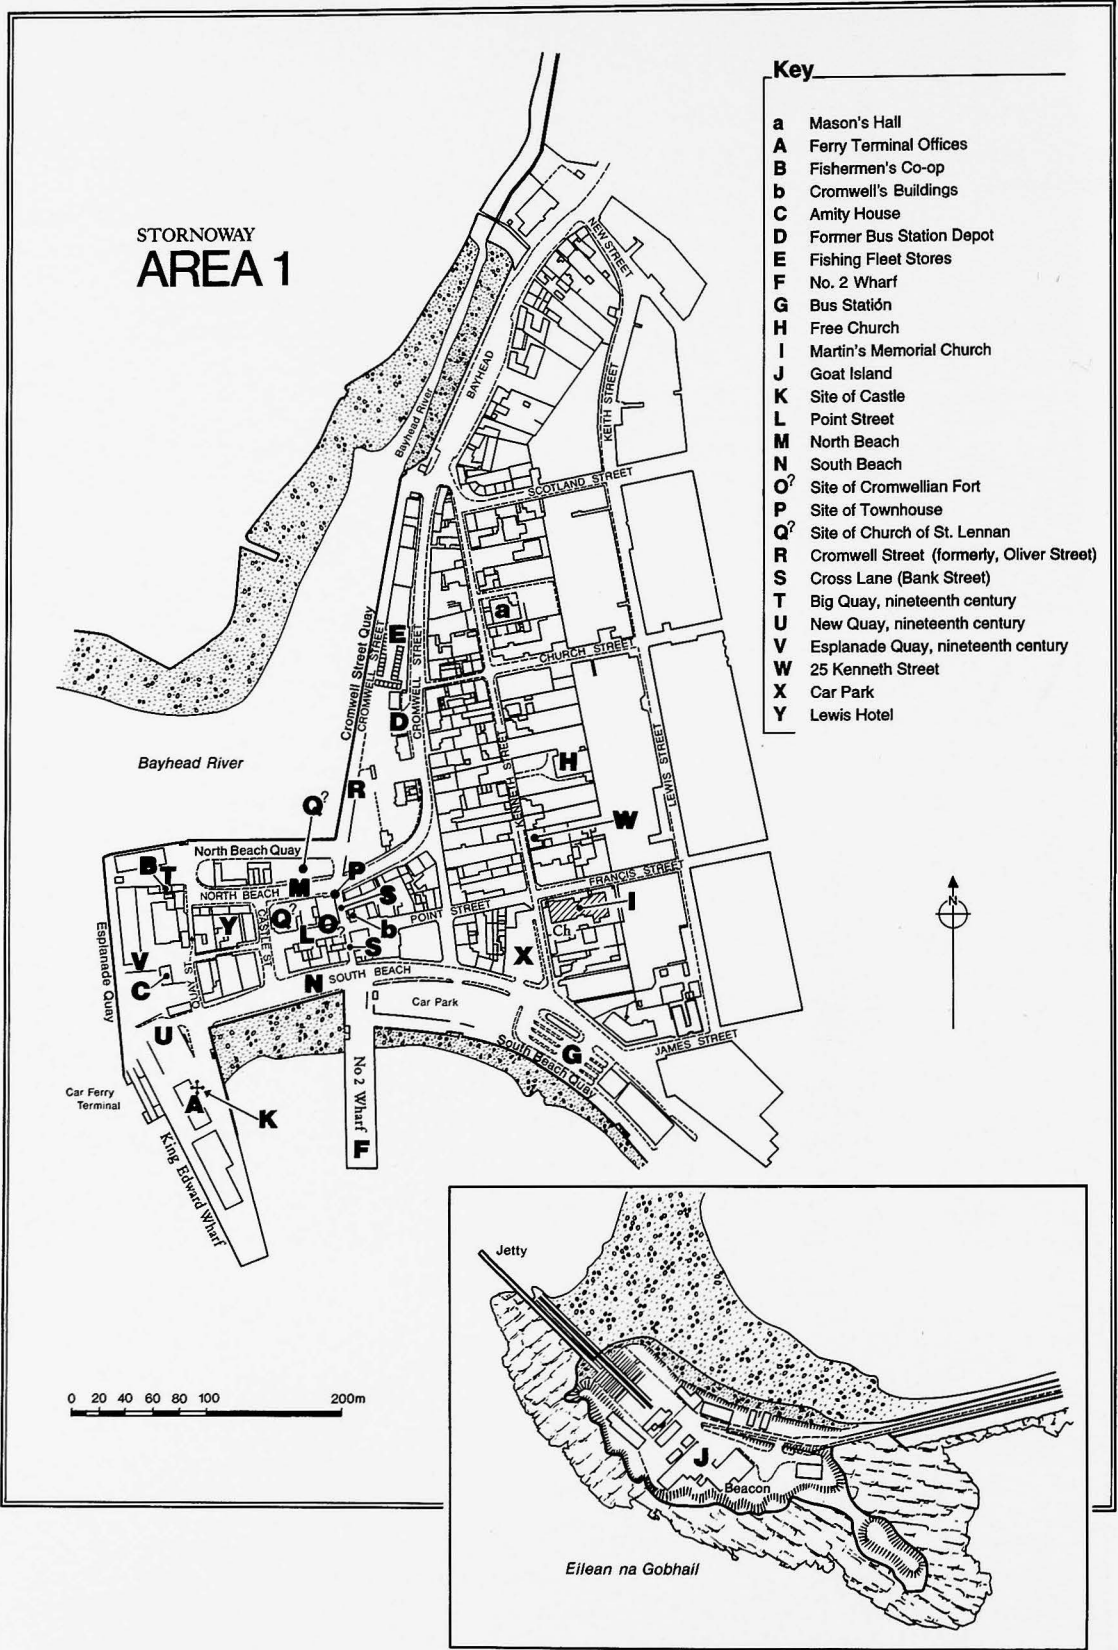 STORNOWAY
AREA 1
Key
a Mason's Hall
A Ferry Terminal Offices
B Fishermen's Co-op
b Cromwell's Buildings
C Amity House
D Former Bus Station Depot
E Fishing Fleet Stores
F No. 2 Wharf
G Bus Station
H Free Church
I Martin's Memorial Church
J Goat Island
K Site of Castle
L Point Street
M North Beach
N South Beach
O? Site of Cromwellian Fort
P Site of Townhouse
Q? Site of Church of St. Lennan
R Cromwell Street (formerly, Oliver Street)
S Cross Lane (Bank Street)
T Big Quay, nineteenth century
U New Quay, nineteenth century
V Esplanade Quay, nineteenth century
W 25 Kenneth Street
X Car Park
Y Lewis Hotel
NEW STREET
BAYHEAD
Bayhead River
KEITH STREET
SCOTLAND STREET
a
E
Cromwell Street Quay
CROMWELL STREET
CROMWELL STREET
CHURCH STREET
D
Bayhead River
KENNETH STREET
H
LEWIS STREET
R
Q?
W
North Beach Quay
B
T
P
FRANCIS STREET
NORTH BEACH
M
S
I
N
Y
CASTLE ST
Q
L
O?
b
POINT STREET
Ch
S
X
Esplanade Quay
V
C
QUAY ST
N
SOUTH BEACH
Car Park
U
South Beach Quay
G
JAMES STREET
Car Ferry
Terminal
A
K
No 2 Wharf
F
King Edward Wharf
Jetty
0 20 40 60 80 100 200m
J
Beacon
Eilean na Gobhail